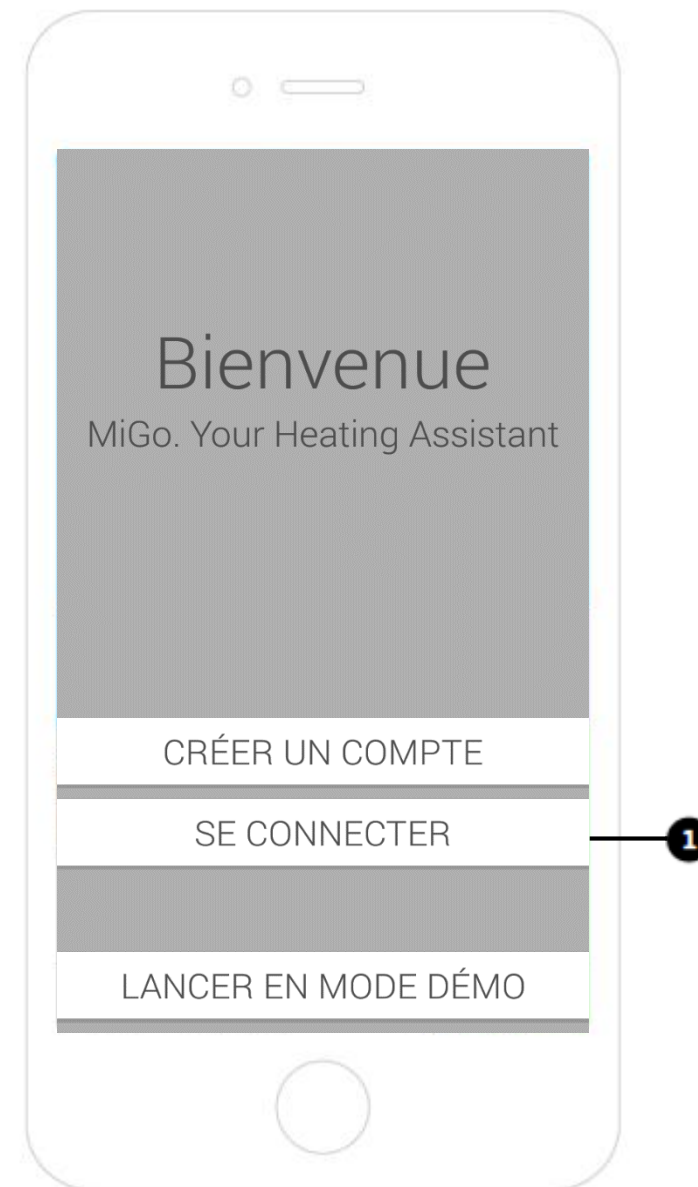 Bienvenue
MiGo. Your Heating Assistant
CRÉER UN COMPTE
SE CONNECTER
1
LANCER EN MODE DÉMO